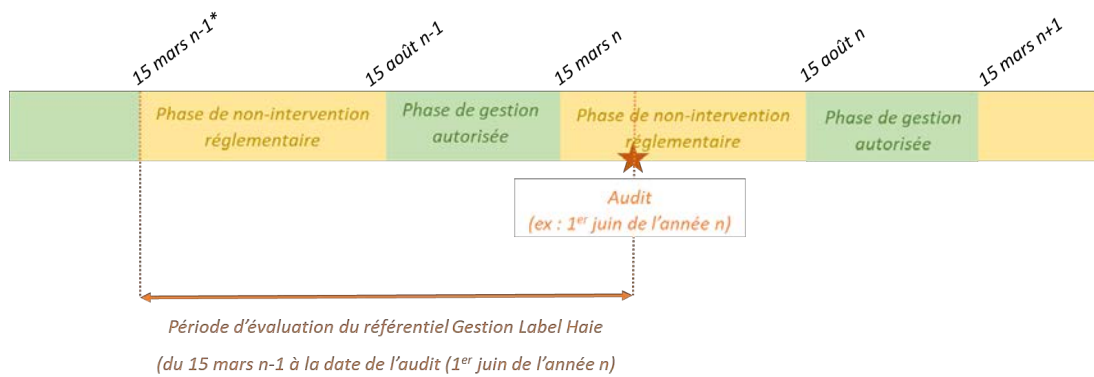 15 mars n-1*
15 août n-1
15 mars n
15 août n
15 mars n+1
Phase de non-intervention
réglementaire
Phase de gestion
autorisée
Phase de non-intervention
réglementaire
Phase de gestion
autorisée
Audit
(ex : 1er juin de l'année n)
Période d'évaluation du référentiel Gestion Label Haie
(du 15 mars n-1 à la date de l'audit (1er juin de l'année n)